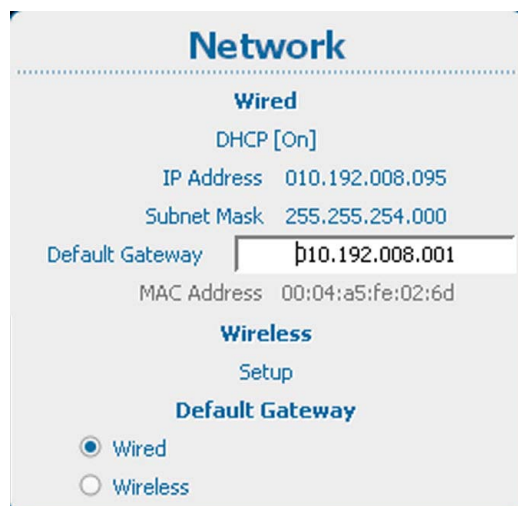 Network
Wired
DHCP [On]
IP Address 010.192.008.095
Subnet Mask 255.255.254.000
Default Gateway 010.192.008.001
MAC Address 00:04:a5:fe:02:6d
Wireless
Setup
Default Gateway
Wired
Wireless